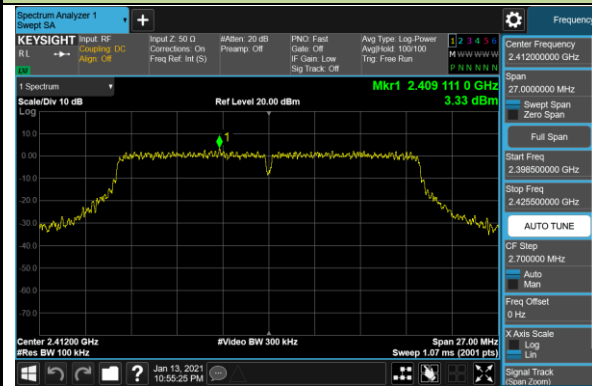 Spectrum Analyzer 1
Swept SA
Frequency
KEYSIGHT
Input: RF
Coupling: DC
Align: Off
Input Z: 50 Ω
Corrections: On
Freq Ref: Int (S)
#Atten: 20 dB
Preamp: Off
PNO: Fast
Gate: Off
IF Gain: Low
Sig Track: Off
Avg Type: Log-Power
Avg|Hold: 100/100
Trig: Free Run
1 2 3 4 5 6
M W W W W W
P N N N N N
RL
LXI
1 Spectrum
Scale/Div 10 dB
Log
Ref Level 20.00 dBm
Mkr1 2.409 111 0 GHz
3.33 dBm
1
10.0
0.00
-10.0
-20.0
-30.0
-40.0
-50.0
-60.0
-70.0
Center 2.41200 GHz
#Res BW 100 kHz
#Video BW 300 kHz
Span 27.00 MHz
Sweep 1.07 ms (2001 pts)
Center Frequency
2.412000000 GHz
Span
27.0000000 MHz
Swept Span
Zero Span
Full Span
Start Freq
2.398500000 GHz
Stop Freq
2.425500000 GHz
AUTO TUNE
CF Step
2.700000 MHz
Auto
Man
Freq Offset
0 Hz
X Axis Scale
Log
Lin
Signal Track
(Span Zoom)
?
Jan 13, 2021
10:55:25 PM